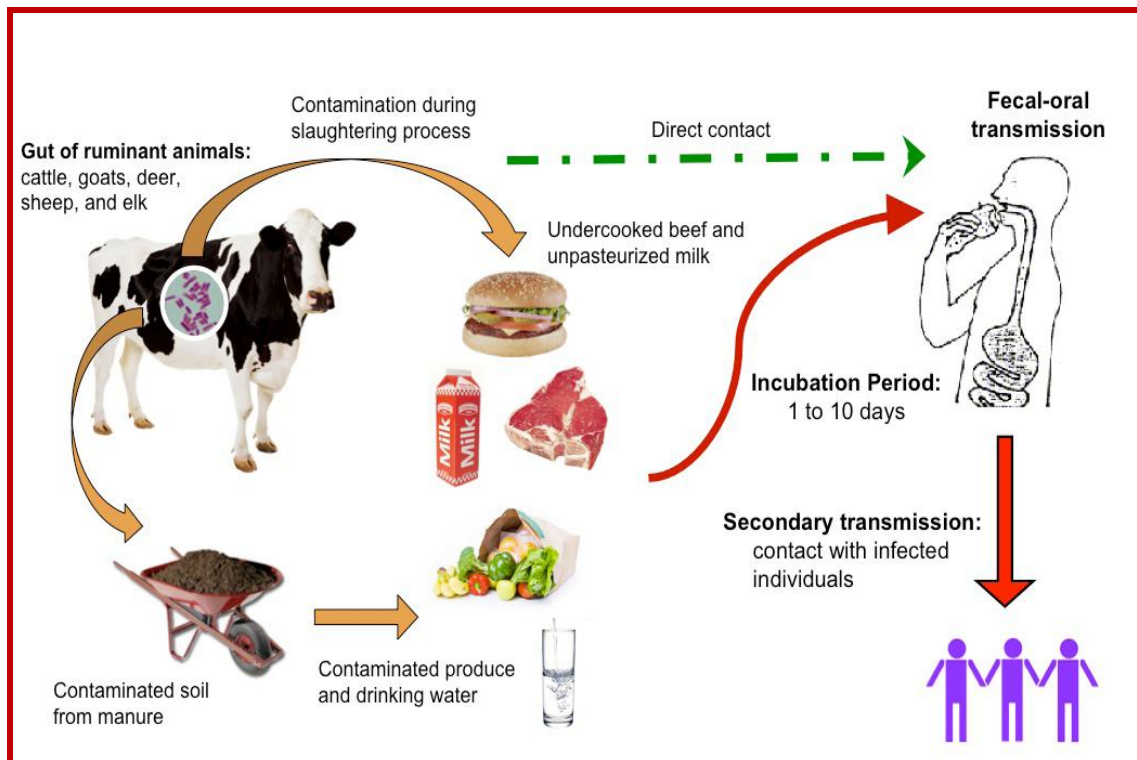 Contamination during
slaughtering process
Gut of ruminant animals:
cattle, goats, deer,
sheep, and elk
Direct contact
Fecal-oral
transmission
Undercooked beef and
unpasteurized milk
Milk
Milk
Incubation Period:
1 to 10 days
Secondary transmission:
contact with infected
individuals
Contaminated soil
from manure
Contaminated produce
and drinking water